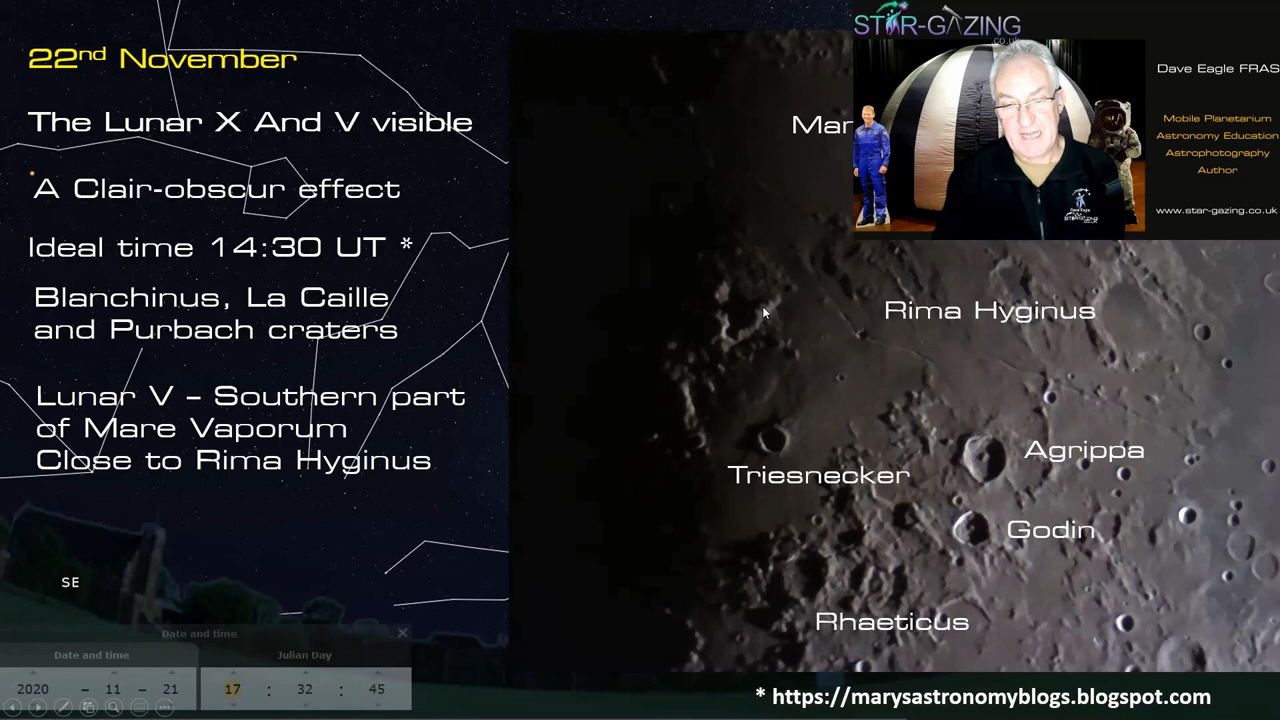 22nd November
The Lunar X And V visible
A Clair-obscur effect
Ideal time 14:30 UT *
Blanchinus, La Caille
and Purbach craters
Lunar V – Southern part
of Mare Vaporum
Close to Rima Hyginus
SE
Date and time
Date and time
Julian Day
2020 – 11 – 21
17 : 32 : 45
Mar
Rima Hyginus
Agrippa
Triesnecker
Godin
Rhaeticus
* https://marysastronomyblogs.blogspot.com
STAR-GAZING
co.uk
Dave Eagle FRAS
Mobile Planetarium
Astronomy Education
Astrophotography
Author
www.star-gazing.co.uk